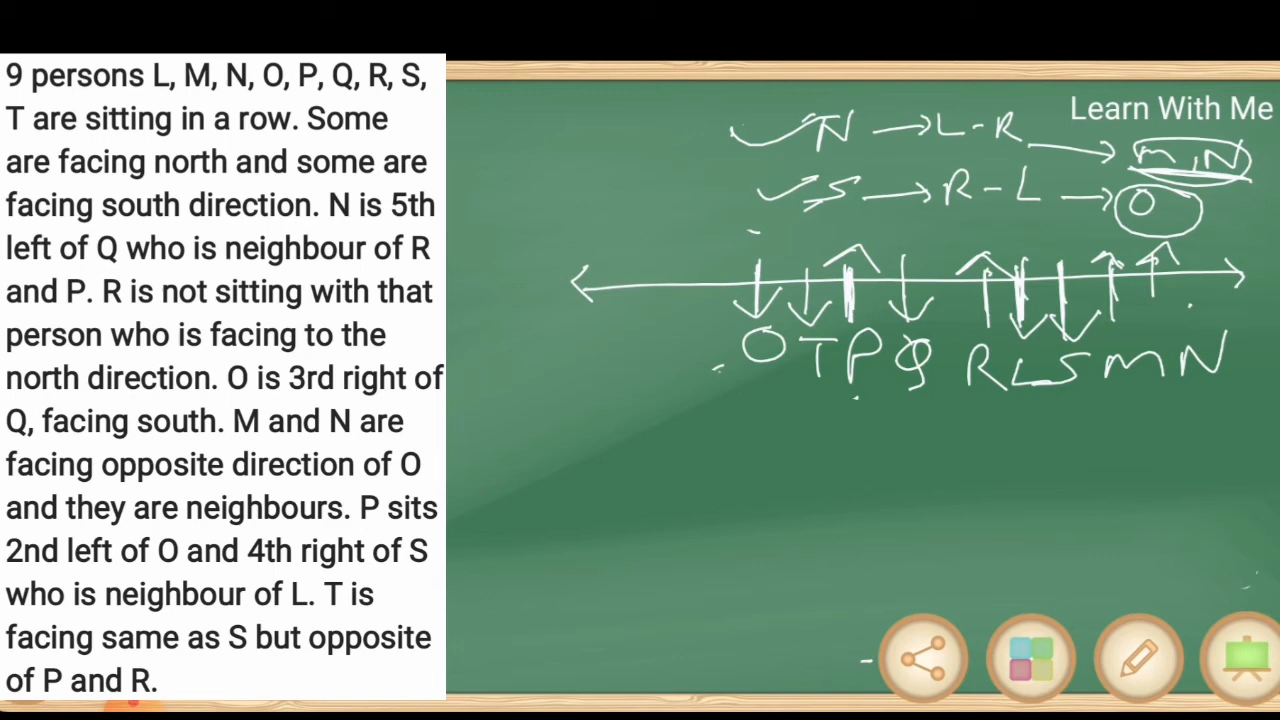 9 persons L, M, N, O, P, Q, R, S,
T are sitting in a row. Some
are facing north and some are
facing south direction. N is 5th
left of Q who is neighbour of R
and P. R is not sitting with that
person who is facing to the
north direction. O is 3rd right of
Q, facing south. M and N are
facing opposite direction of O
and they are neighbours. P sits
2nd left of O and 4th right of S
who is neighbour of L. T is
facing same as S but opposite
of P and R.
Learn With Me
N → L - R → M, N
S → R - L → O
O T P Q R L S M N